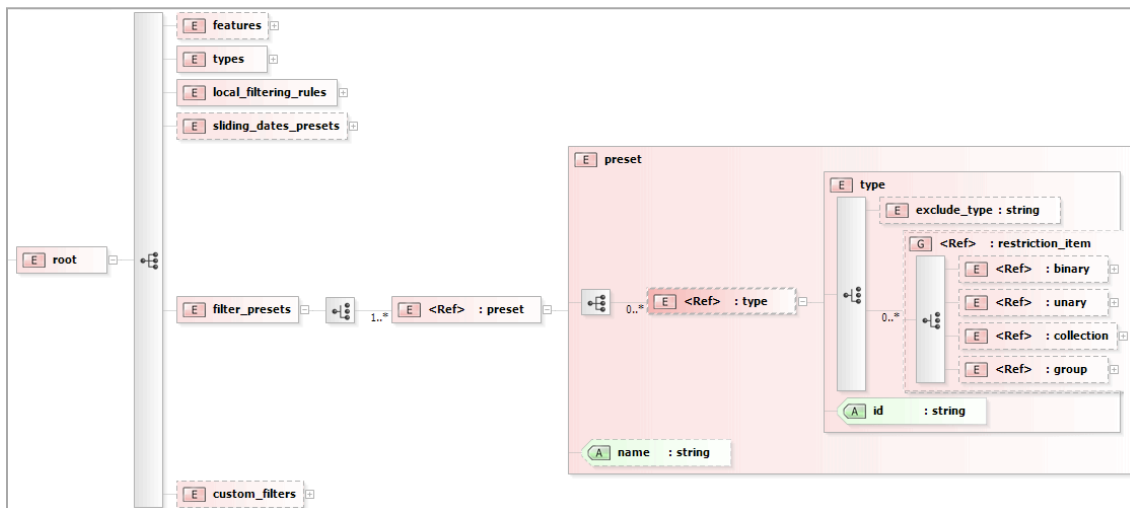 E features
E types
E local_filtering_rules
E sliding_dates_presets
E preset
E type
E exclude_type : string
G <Ref> : restriction_item
E root
E <Ref> : binary
E filter_presets
1..*
E <Ref> : preset
0..*
E <Ref> : type
0..*
E <Ref> : unary
E <Ref> : collection
E <Ref> : group
A id : string
A name : string
E custom_filters